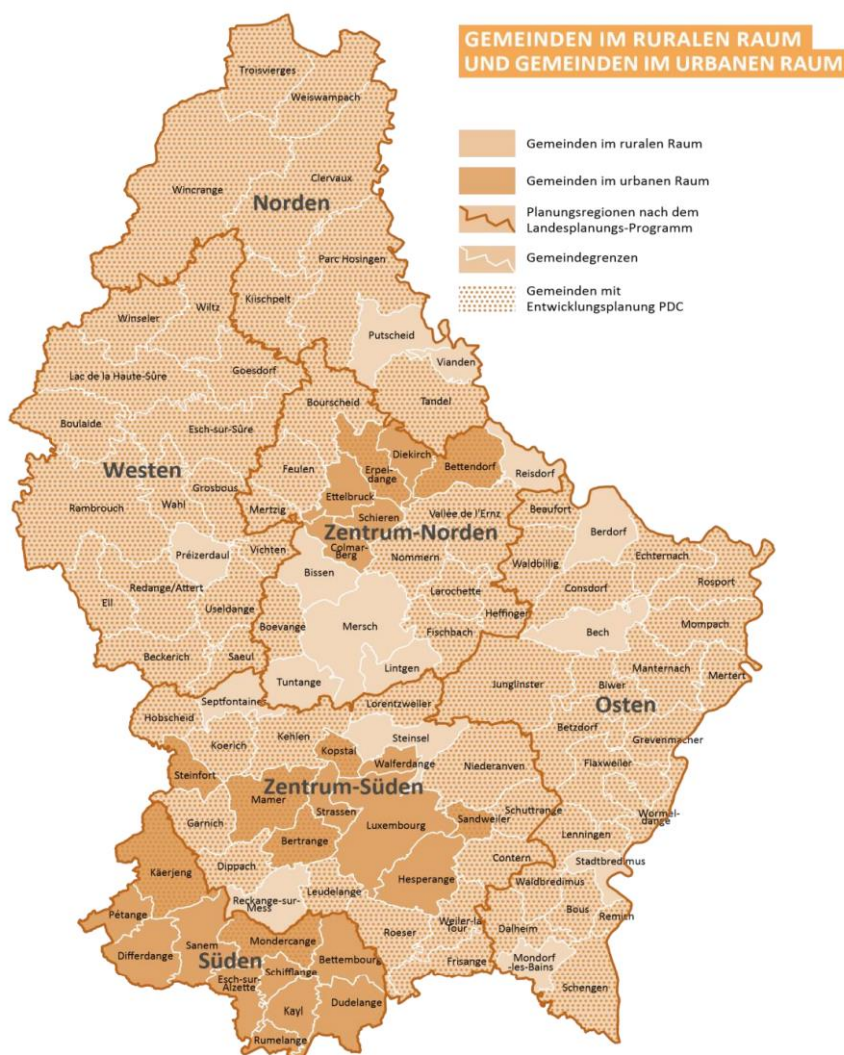 GEMEINDEN IM RURALEN RAUM
UND GEMEINDEN IM URBANEN RAUM
Gemeinden im ruralen Raum
Gemeinden im urbanen Raum
Planungsregionen nach dem
Landesplanungs-Programm
Gemeindegrenzen
Gemeinden mit
Entwicklungsplanung PDC
Troisvierges
Weiswampach
Clervaux
Wincrange
Norden
Parc Hosingen
Kiischpelt
Wiltz
Winseler
Putscheid
Vianden
Goesdorf
Lac de la Haute-Sûre
Tandel
Bourscheid
Boulaide
Esch-sur-Sûre
Diekirch
Bettendorf
Reisdorf
Westen
Feulen
Erpel-
dange
Grosbous
Ettelbruck
Wahl
Rambrouch
Mertzig
Schieren
Vallée de l'Ernz
Beaufort
Berdorf
Zentrum-Norden
Préizerdaul
Vichten
Colmar-
Berg
Nommern
Waldbillig
Echternach
Bissen
Rosport
Redange/Attert
Larochette
Consdorf
Ell
Useldange
Heffingen
Mompach
Boevange
Mersch
Fischbach
Bech
Beckerich
Saeul
Lintgen
Manternach
Mertert
Tuntange
Junglinster
Biwer
Septfontaines
Lorentzweiler
Osten
Hobscheid
Betzdorf
Kehlen
Steinsel
Grevenmacher
Koerich
Kopstal
Walferdange
Flaxweiler
Steinfort
Niederanven
Zentrum-Süden
Mamer
Schuttrange
Wormel-
dange
Garnich
Strassen
Luxembourg
Sandweiler
Lenningen
Bertrange
Stadtbredimus
Dippach
Contern
Käerjeng
Hesperange
Waldbredimus
Leudelange
Reckange-sur-
Mess
Bous
Remich
Pétange
Roeser
Weiler-la
Tour
Dalheim
Sanem
Mondercange
Differdange
Süden
Bettembourg
Frisange
Mondorf
-les-Bains
Schifflange
Esch-sur-
Alzette
Schengen
Kayl
Dudelange
Rumelange